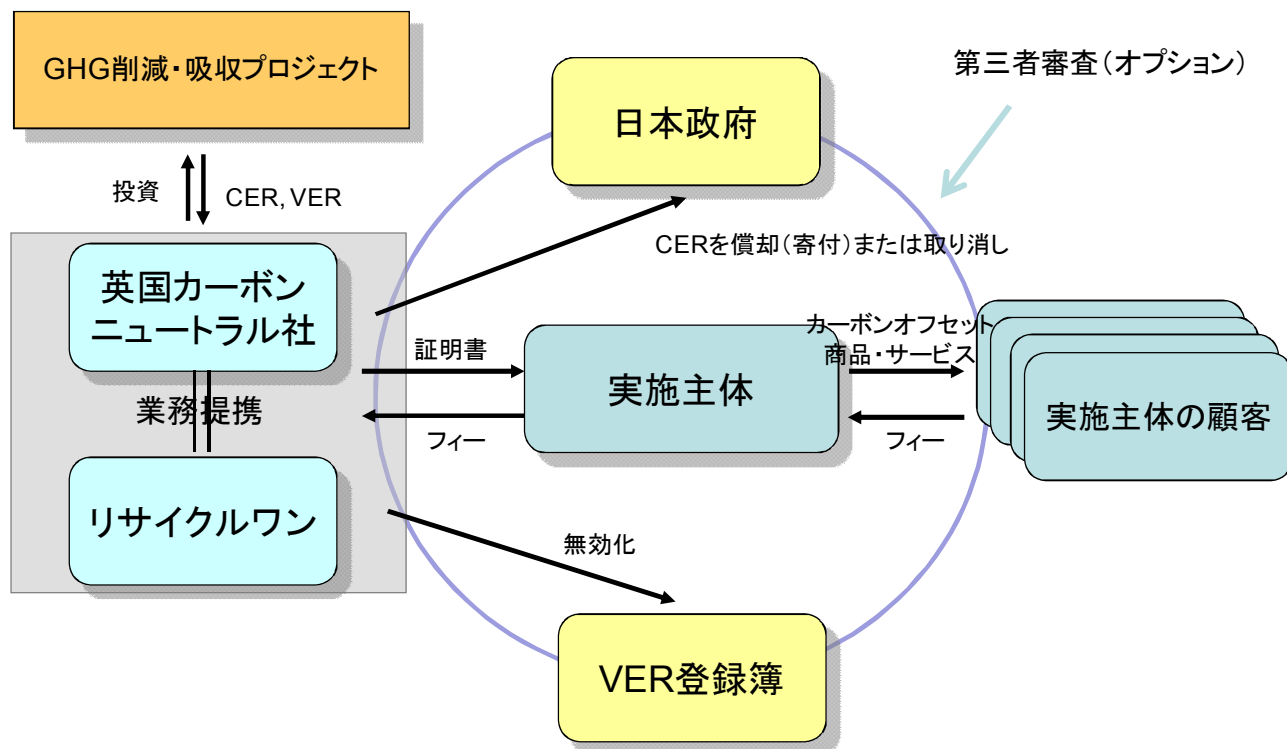 GHG削減・吸収プロジェクト
日本政府
第三者審査(オプション)
投資
CER, VER
CERを償却(寄付)または取り消し
英国カーボン
ニュートラル社
証明書
実施主体
カーボンオフセット
商品・サービス
業務提携
フィー
フィー
実施主体の顧客
リサイクルワン
無効化
VER登録簿